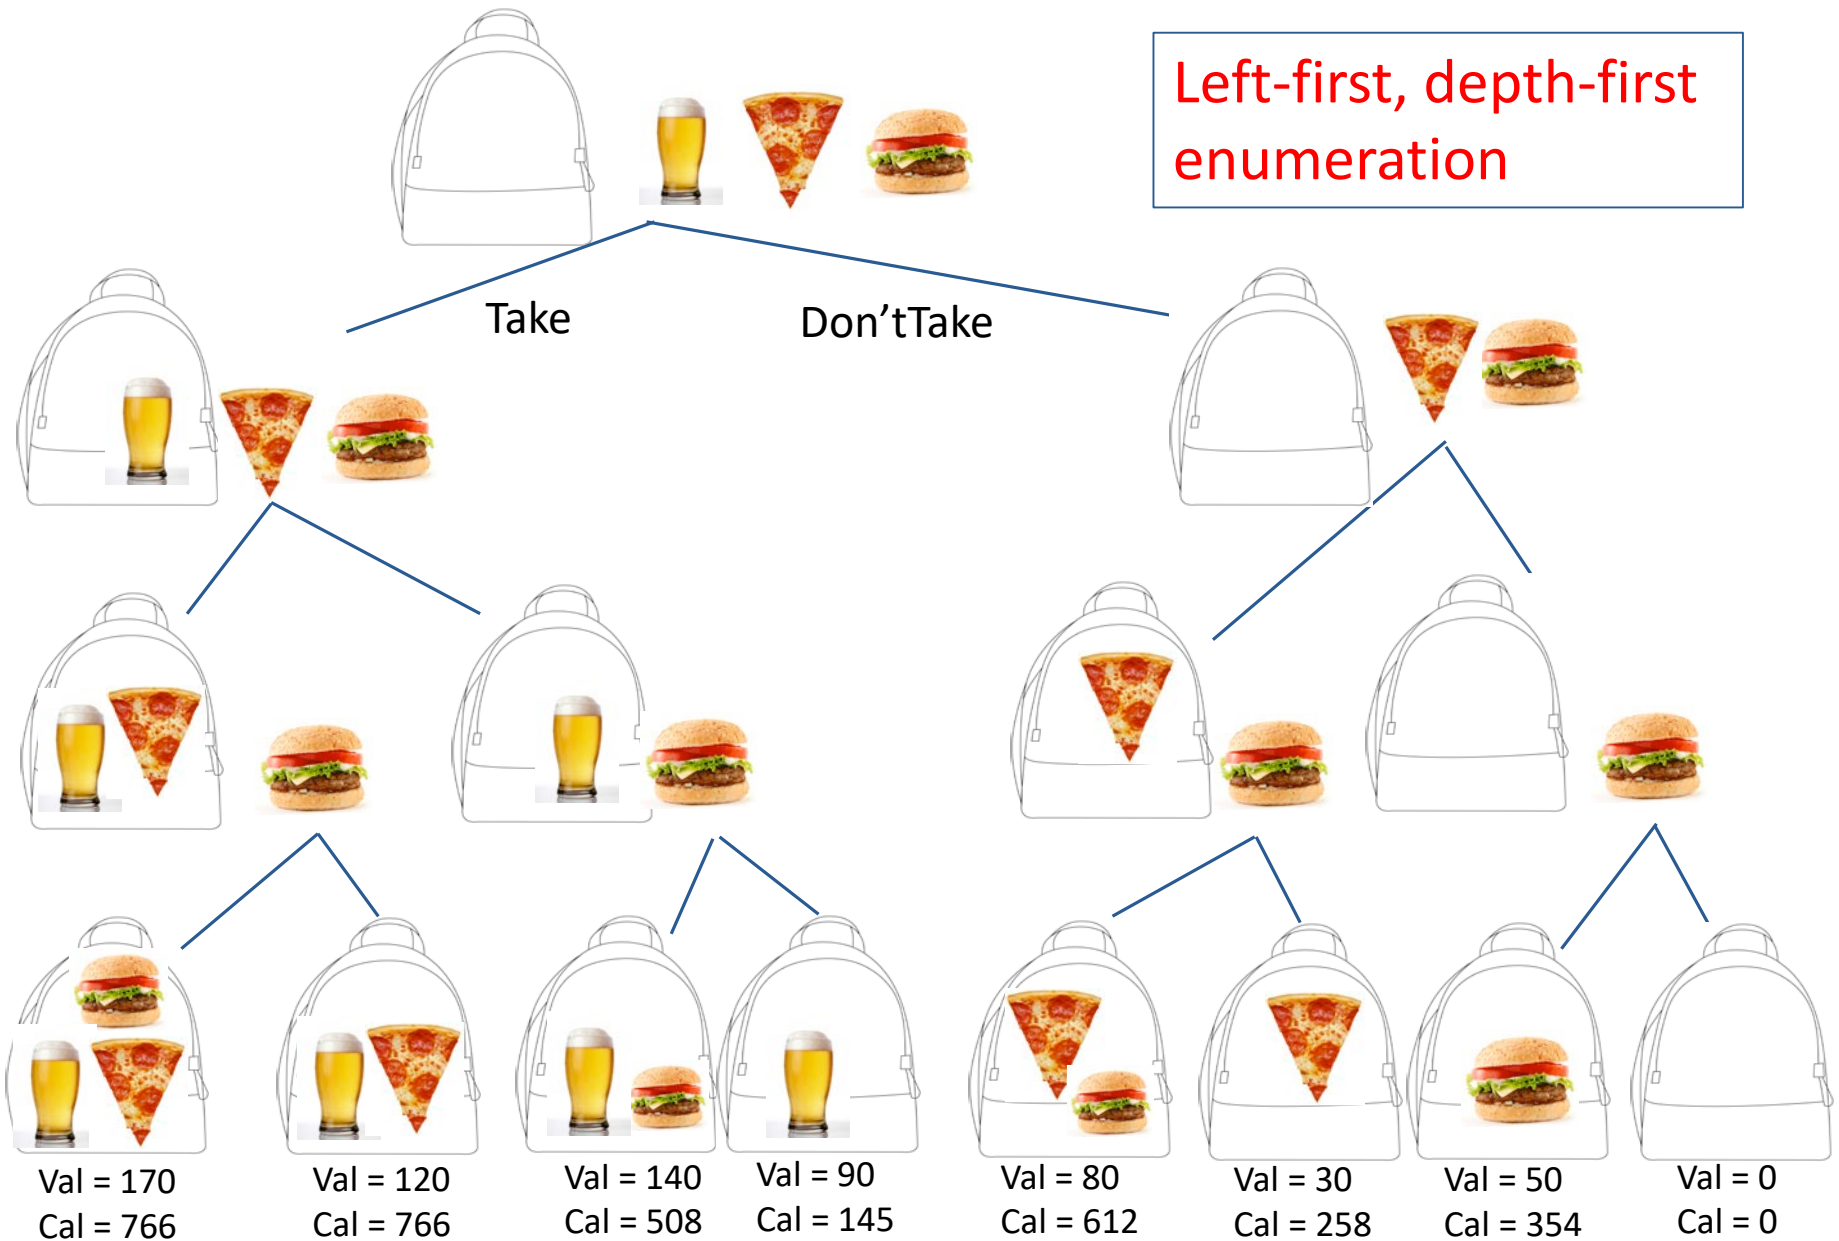 Left-first, depth-first
enumeration
Take
Don'tTake
Val = 170
Cal = 766
Val = 120
Cal = 766
Val = 140
Cal = 508
Val = 90
Cal = 145
Val = 80
Cal = 612
Val = 30
Cal = 258
Val = 50
Cal = 354
Val = 0
Cal = 0